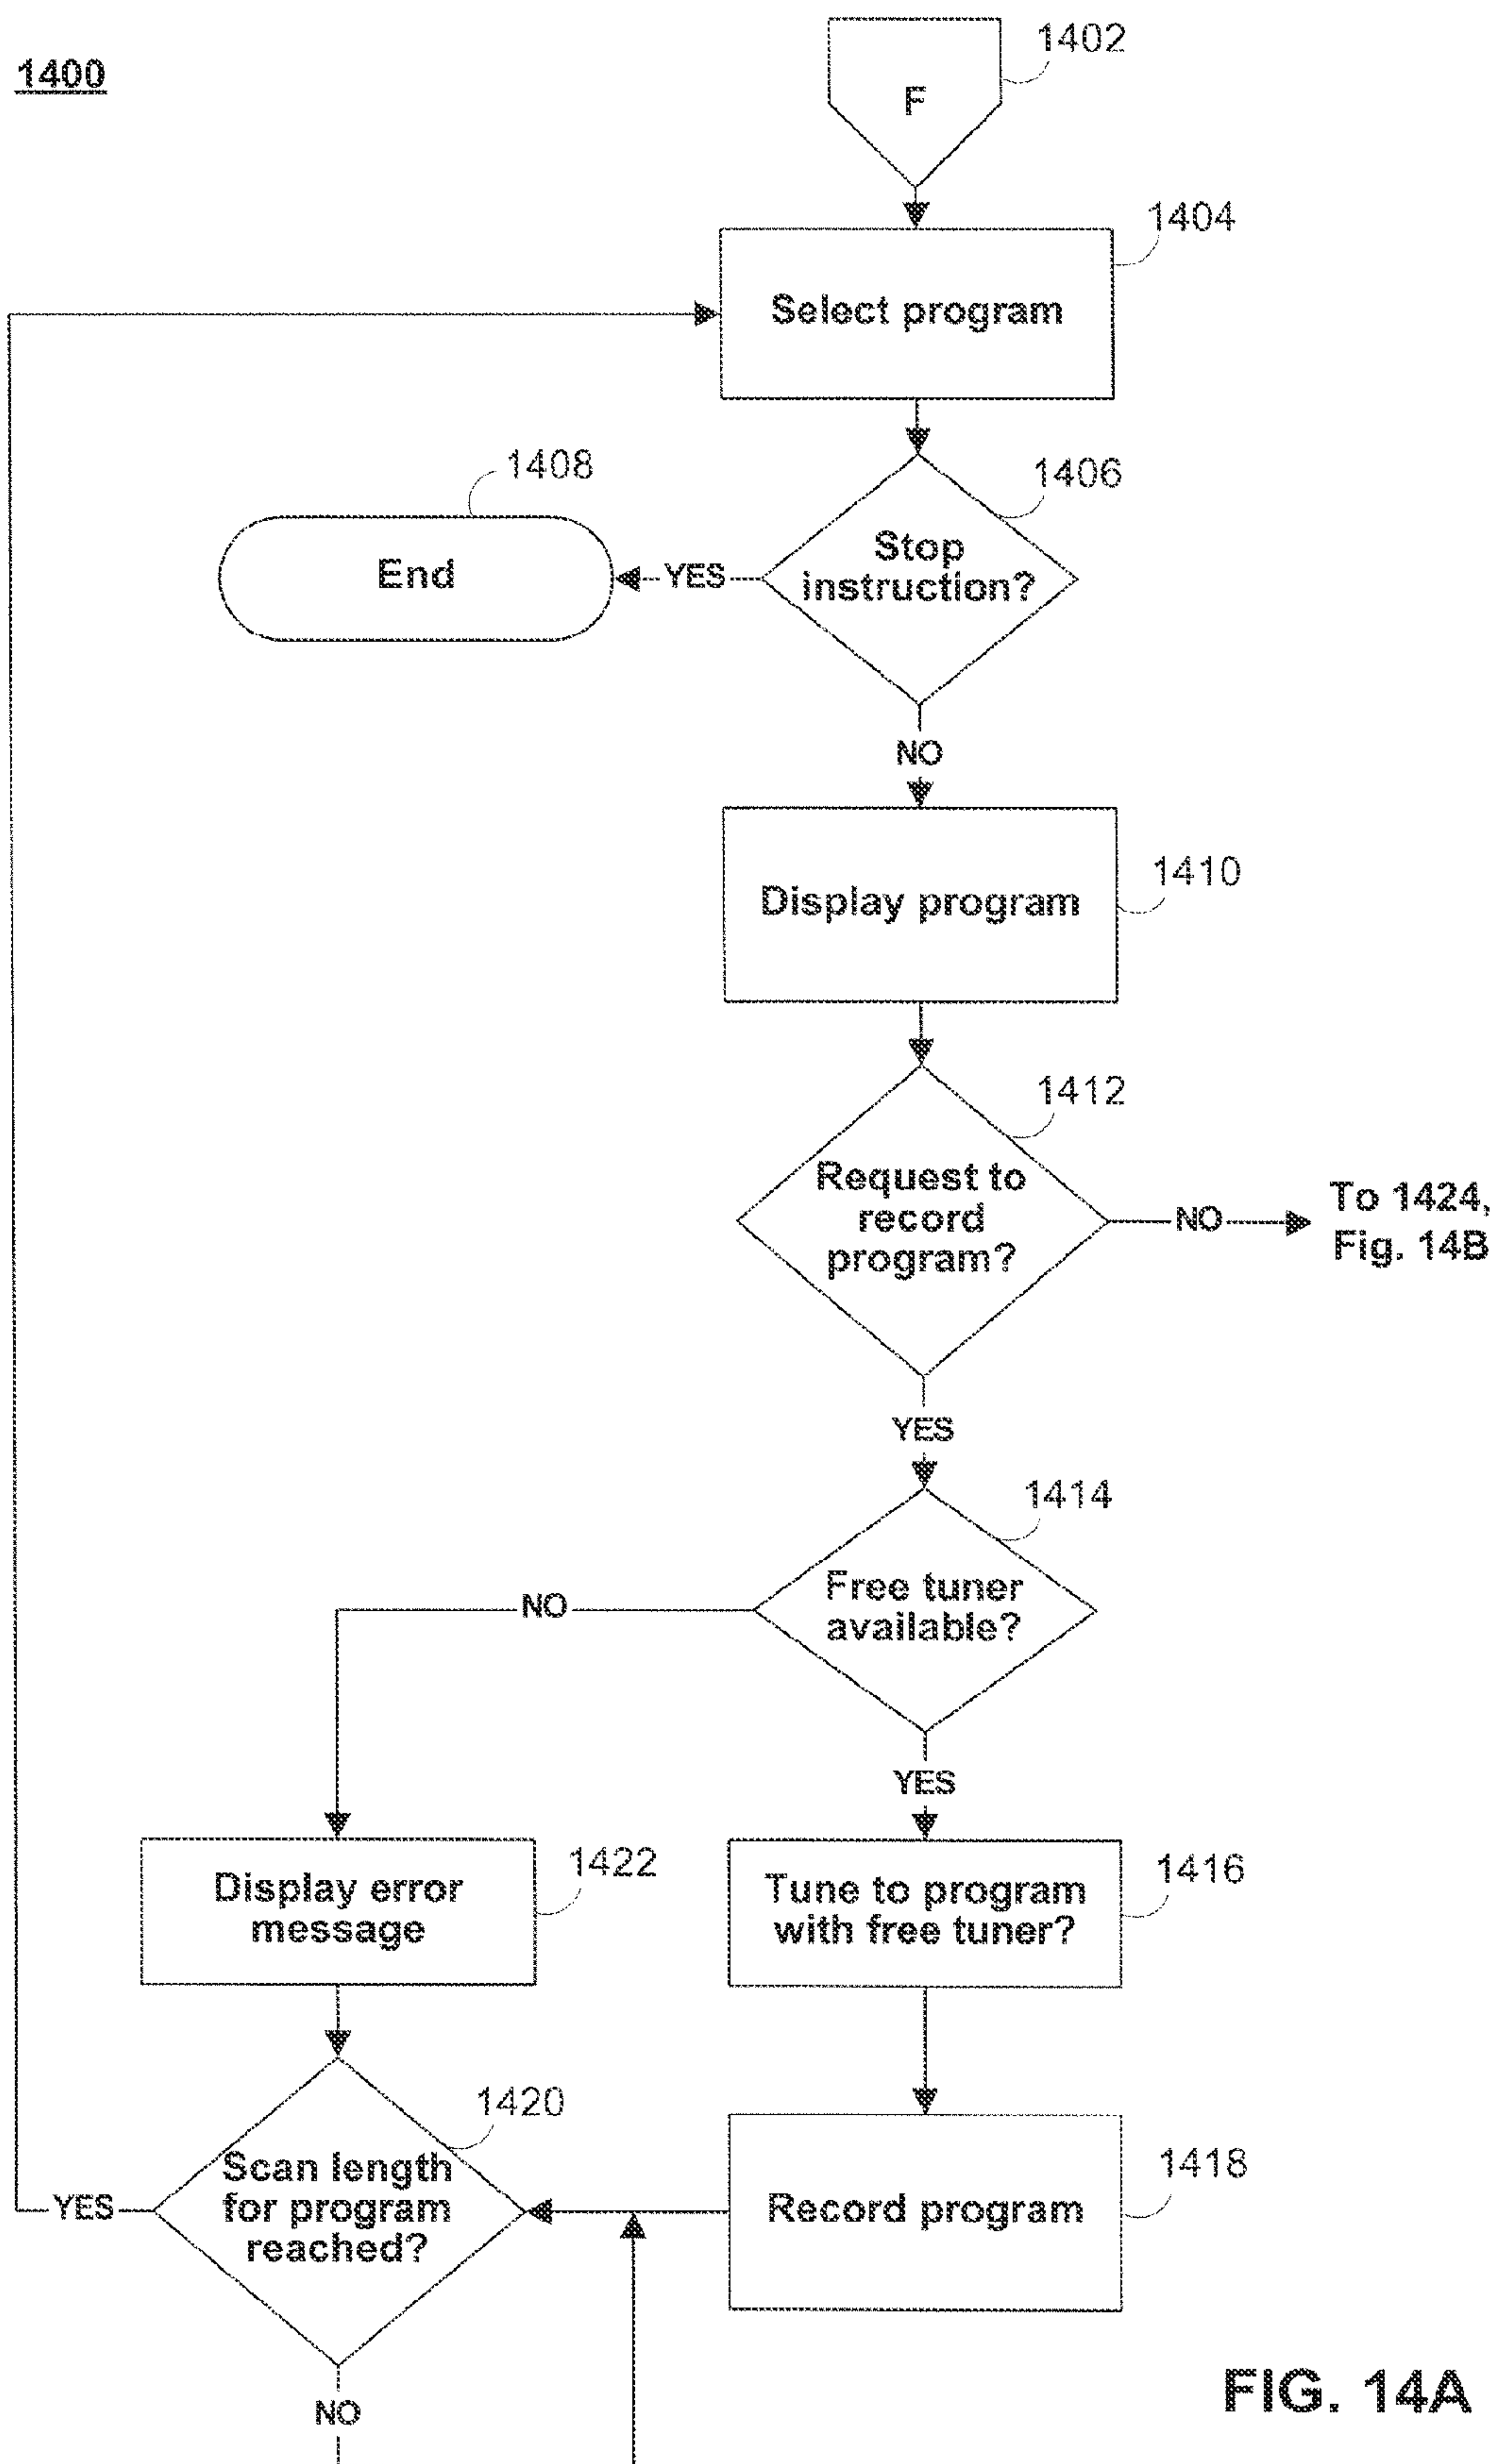 1400
1402
F
1404
Select program
1408
1406
End
YES
Stop
instruction?
NO
1410
Display program
1412
Request to
record
program?
NO
To 1424,
Fig. 14B
YES
1414
NO
Free tuner
available?
YES
1422
Display error
message
1416
Tune to program
with free tuner?
1420
Scan length
for program
reached?
YES
1418
Record program
NO
FIG. 14A